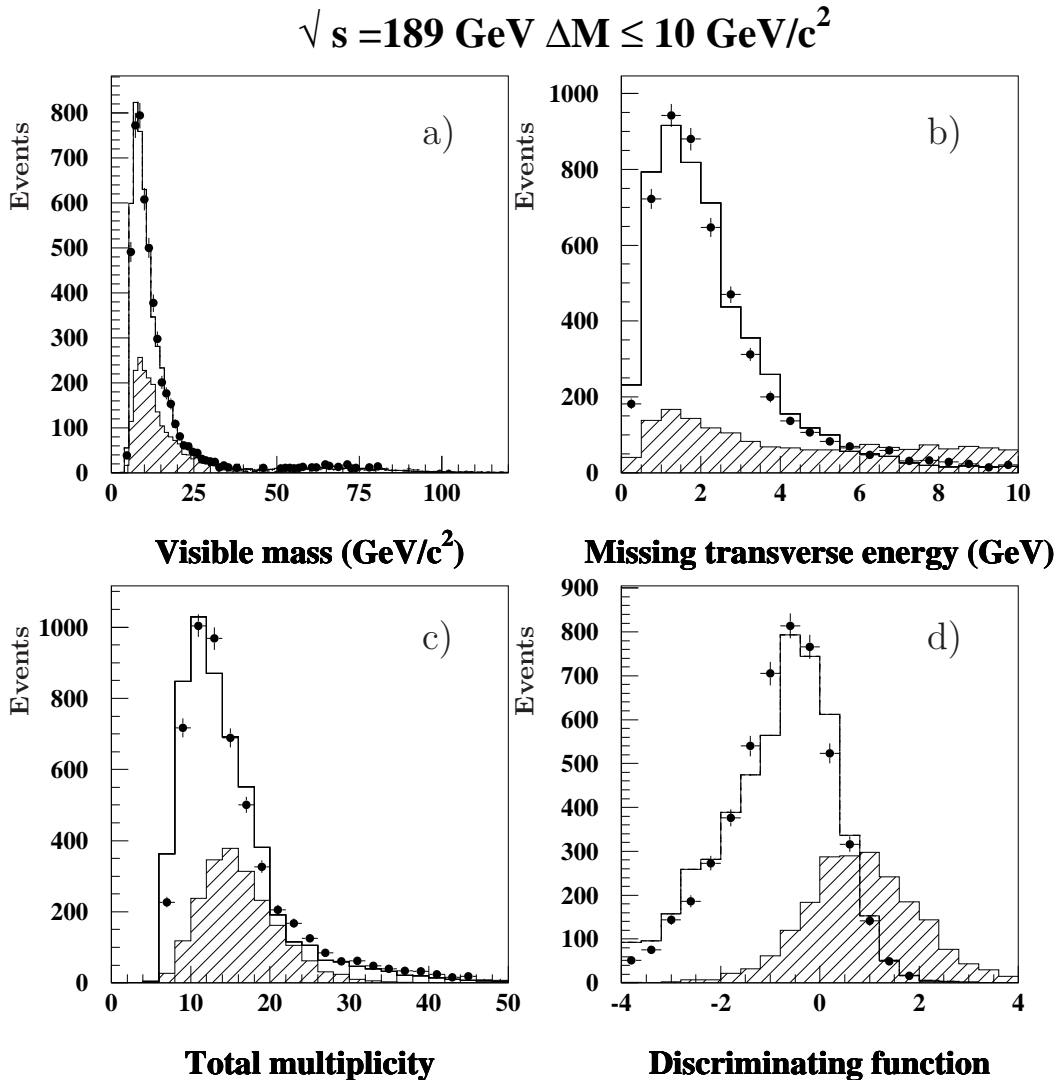 √ s =189 GeV ΔM ≤ 10 GeV/c²
Events
a)
800
700
600
500
400
300
200
100
0
0 25 50 75 100
Visible mass (GeV/c²)
Events
b)
1000
800
600
400
200
0
0 2 4 6 8 10
Missing transverse energy (GeV)
Events
c)
1000
800
600
400
200
0
0 10 20 30 40 50
Total multiplicity
Events
d)
900
800
700
600
500
400
300
200
100
0
-4 -2 0 2 4
Discriminating function